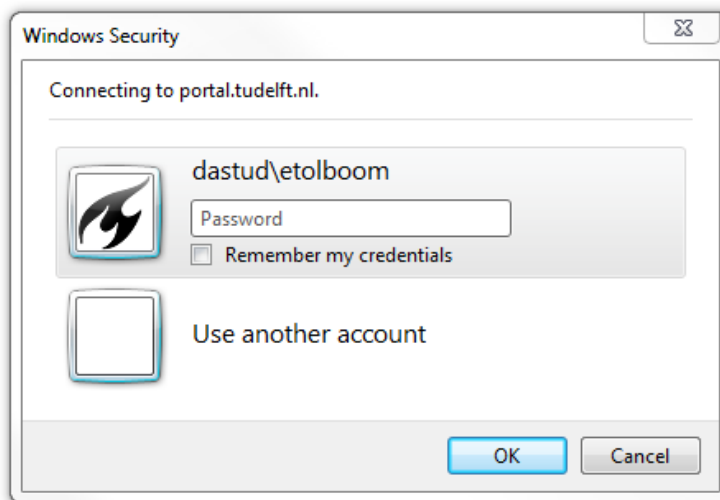 Windows Security
Connecting to portal.tudelft.nl.
dastud\etolboom
Password
Remember my credentials
Use another account
OK
Cancel